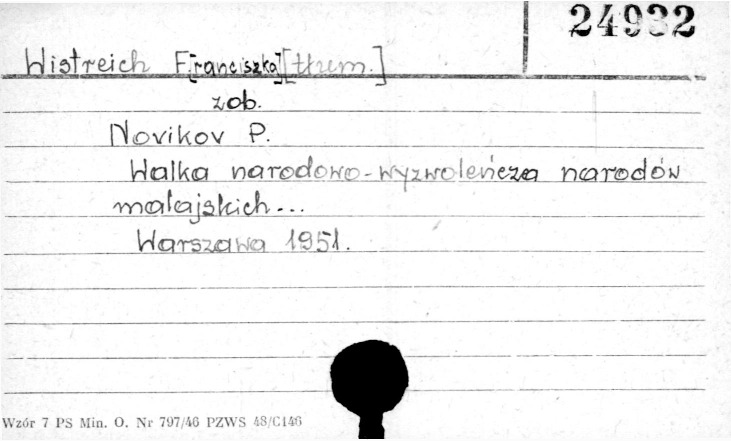 24932
Wistreich F[ranciszka] [tłum.]
zob.
Novikov P.
Walka narodowo-wyzwoleńcza narodów
malajskich...
Warszawa 1951.
Wzór 7 PS Min. O. Nr 797/46 PZWS 48/C146